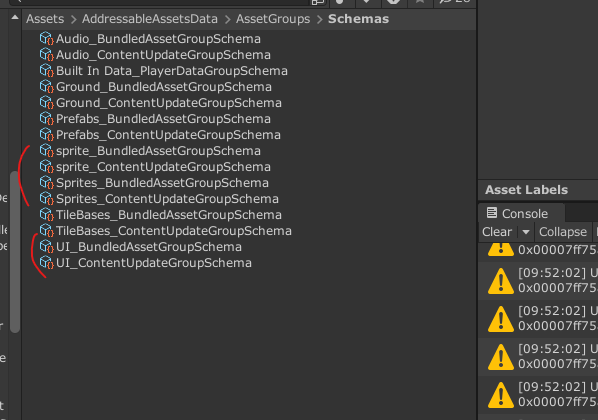 Assets > AddressableAssetsData > AssetGroups > Schemas
Audio_BundledAssetGroupSchema
Audio_ContentUpdateGroupSchema
Built In Data_PlayerDataGroupSchema
Ground_BundledAssetGroupSchema
Ground_ContentUpdateGroupSchema
Prefabs_BundledAssetGroupSchema
Prefabs_ContentUpdateGroupSchema
sprite_BundledAssetGroupSchema
sprite_ContentUpdateGroupSchema
Sprites_BundledAssetGroupSchema
Sprites_ContentUpdateGroupSchema
TileBases_BundledAssetGroupSchema
TileBases_ContentUpdateGroupSchema
UI_BundledAssetGroupSchema
UI_ContentUpdateGroupSchema
Asset Labels
Console
Clear Collapse
0x00007ff75
[09:52:02] U
0x00007ff75
[09:52:02] U
0x00007ff75
[09:52:02] U
0x00007ff75
[09:52:02] U
0x00007ff75